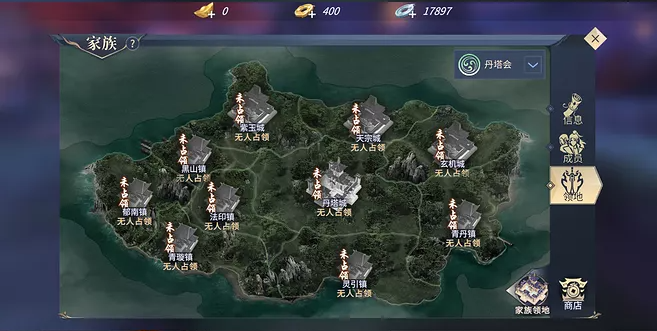 0
400
17897
家族
?
丹塔会
未占领
紫玉城
无人占领
未占领
天宗城
无人占领
未占领
玄机城
无人占领
未占领
黑山镇
无人占领
未占领
丹塔城
无人占领
未占领
郁南镇
无人占领
未占领
法印镇
无人占领
未占领
青丹镇
无人占领
未占领
青璇镇
无人占领
未占领
灵引镇
无人占领
信息
成员
领地
家族领地
商店